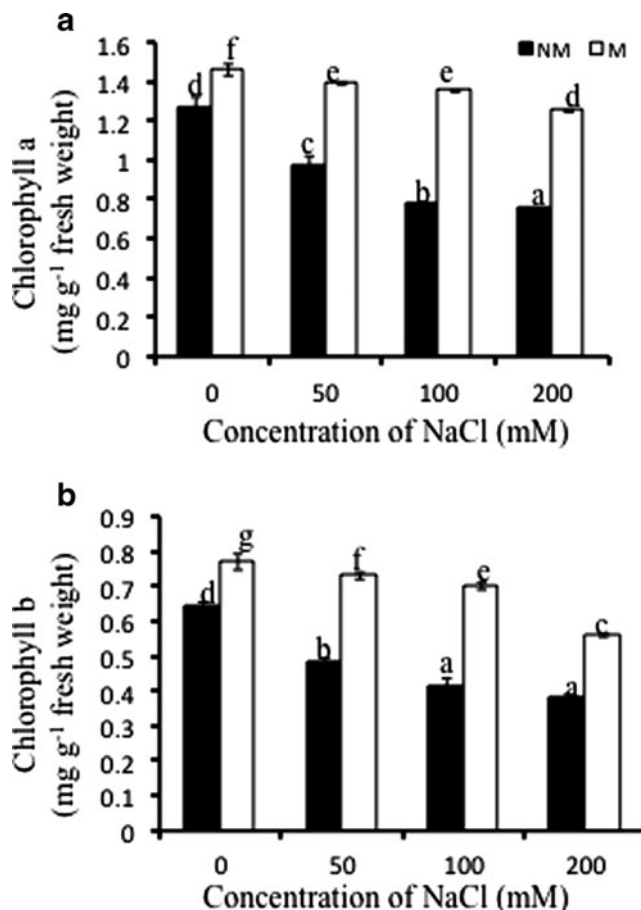 a
NM M
Chlorophyll a
(mg g⁻¹ fresh weight)
1.6
1.4
1.2
1
0.8
0.6
0.4
0.2
0
d f c e b e a d
0 50 100 200
Concentration of NaCl (mM)
b
Chlorophyll b
(mg g⁻¹ fresh weight)
0.9
0.8
0.7
0.6
0.5
0.4
0.3
0.2
0.1
0
d g b f a e a c
0 50 100 200
Concentration of NaCl (mM)